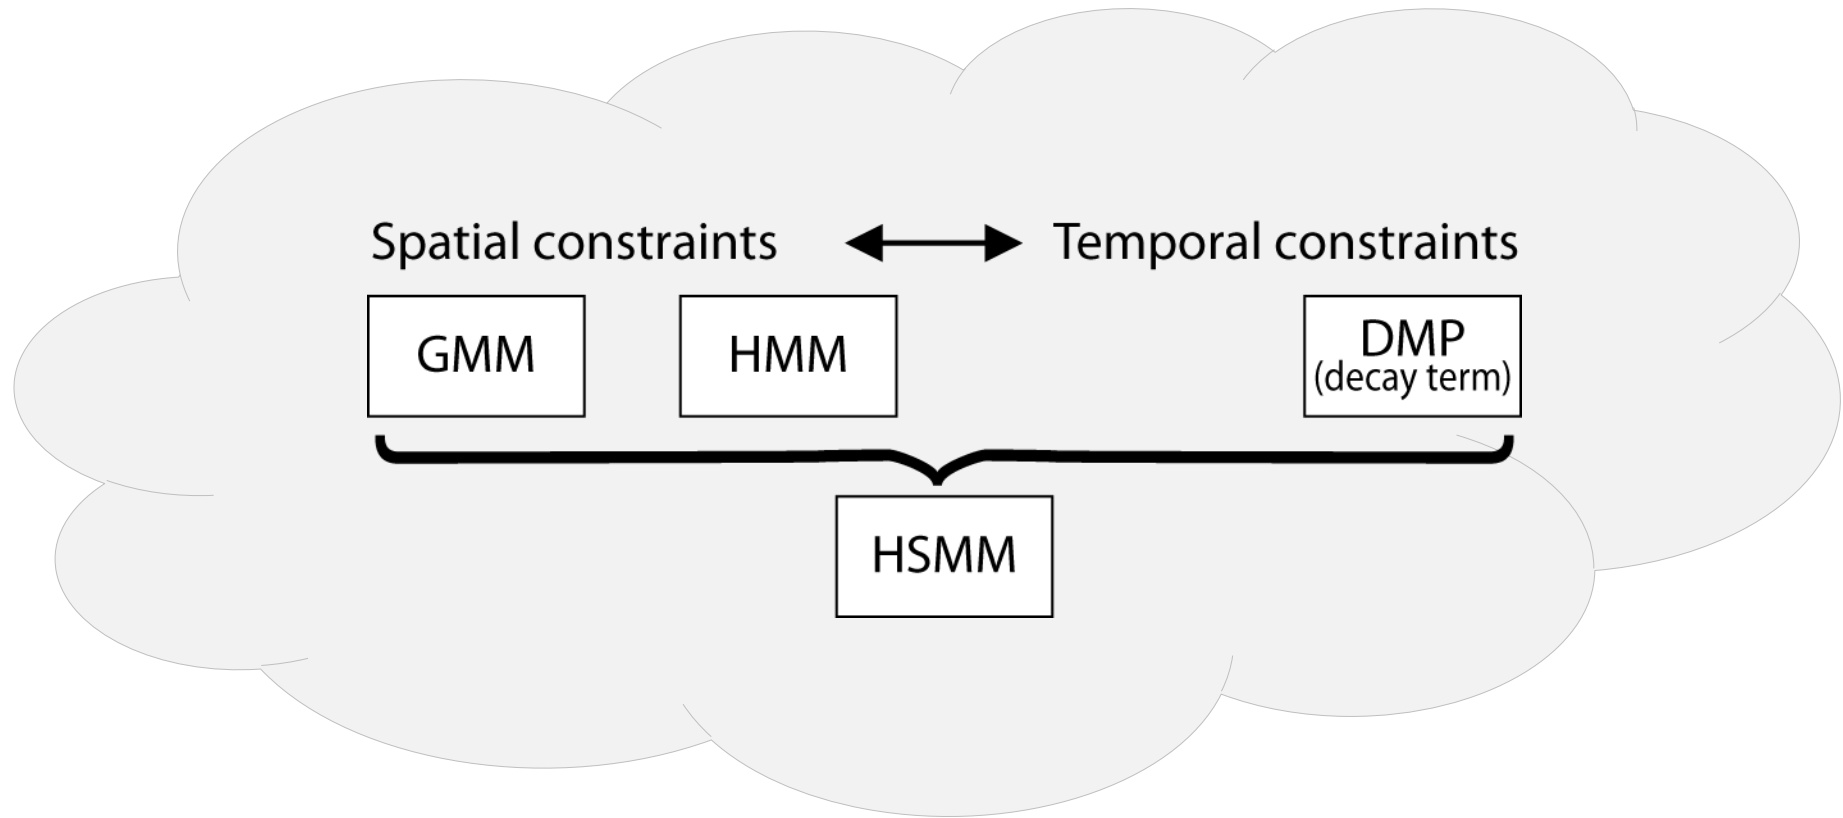 Spatial constraints Temporal constraints
GMM
HMM
DMP
(decay term)
HSMM